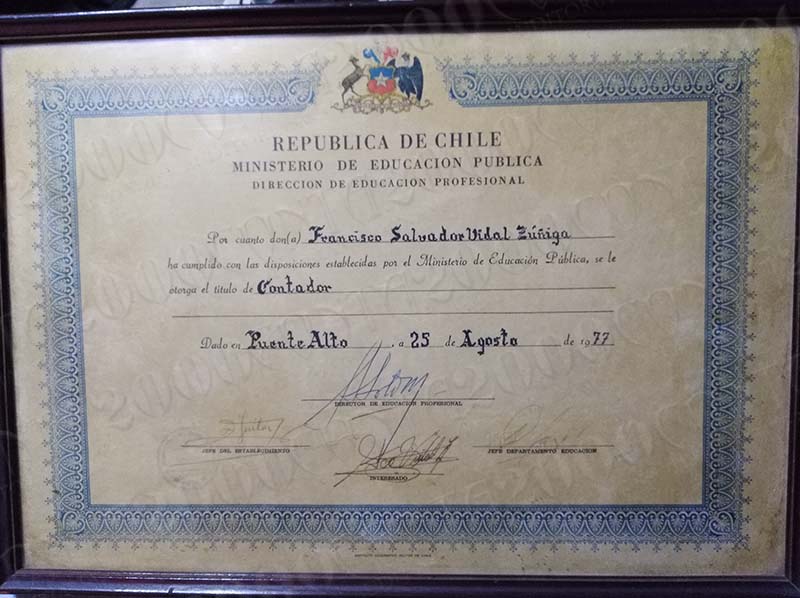 REPUBLICA DE CHILE
MINISTERIO DE EDUCACION PUBLICA
DIRECCION DE EDUCACION PROFESIONAL
Por cuanto don(a) Francisco Salvador Vidal Zúñiga
ha cumplido con las disposiciones establecidas por el Ministerio de Educación Pública, se le
otorga el título de Contador
Dado en Puente Alto, a 25 de Agosto de 1977
DIRECTOR DE EDUCACION PROFESIONAL
JEFE DEL ESTABLECIMIENTO
JEFE DEPARTAMENTO EDUCACION
INTERESADO